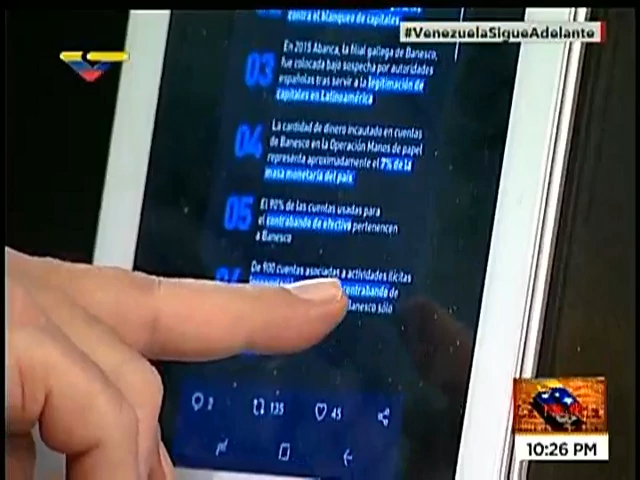 contra el blanqueo de capitales
#VenezuelaSigueAdelante
03
En 2015 Abanca, la filial gallega de Banesco,
fue colocada bajo sospecha por autoridades
españolas tras servir a la legitimación de
capitales en Latinoamérica
04
La cantidad de dinero incautado en cuentas
de Banesco en la Operación Manos de papel
representa aproximadamente el 7% de la
masa monetaria del país
05
El 90% de las cuentas usadas para
el contrabando de efectivo pertenecen
a Banesco
De 900 cuentas asociadas a actividades ilícitas
contrabando de
Banesco sólo
2
135
45
10:26 PM